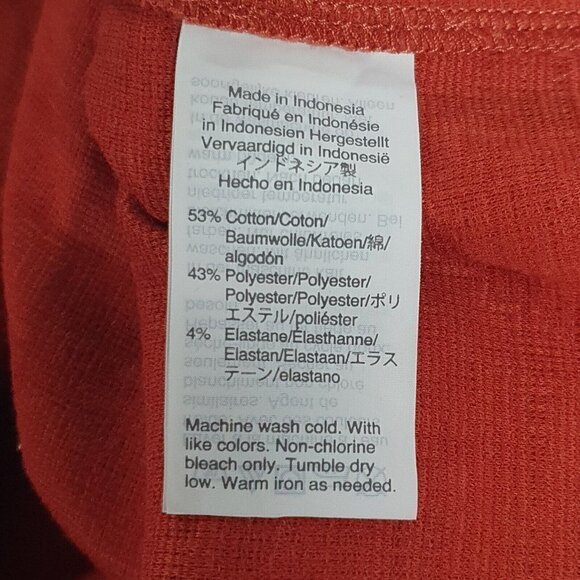 Made in Indonesia
Fabriqué en Indonésie
in Indonesien Hergestellt
Vervaardigd in Indonesië
インドネシア製
Hecho en Indonesia
53% Cotton/Coton/
Baumwolle/Katoen/綿/
algodón
43% Polyester/Polyester/
Polyester/Polyester/ポリ
エステル/poliéster
4% Elastane/Élasthanne/
Elastan/Elastaan/エラス
テーン/elastano
Machine wash cold. With
like colors. Non-chlorine
bleach only. Tumble dry
low. Warm iron as needed.